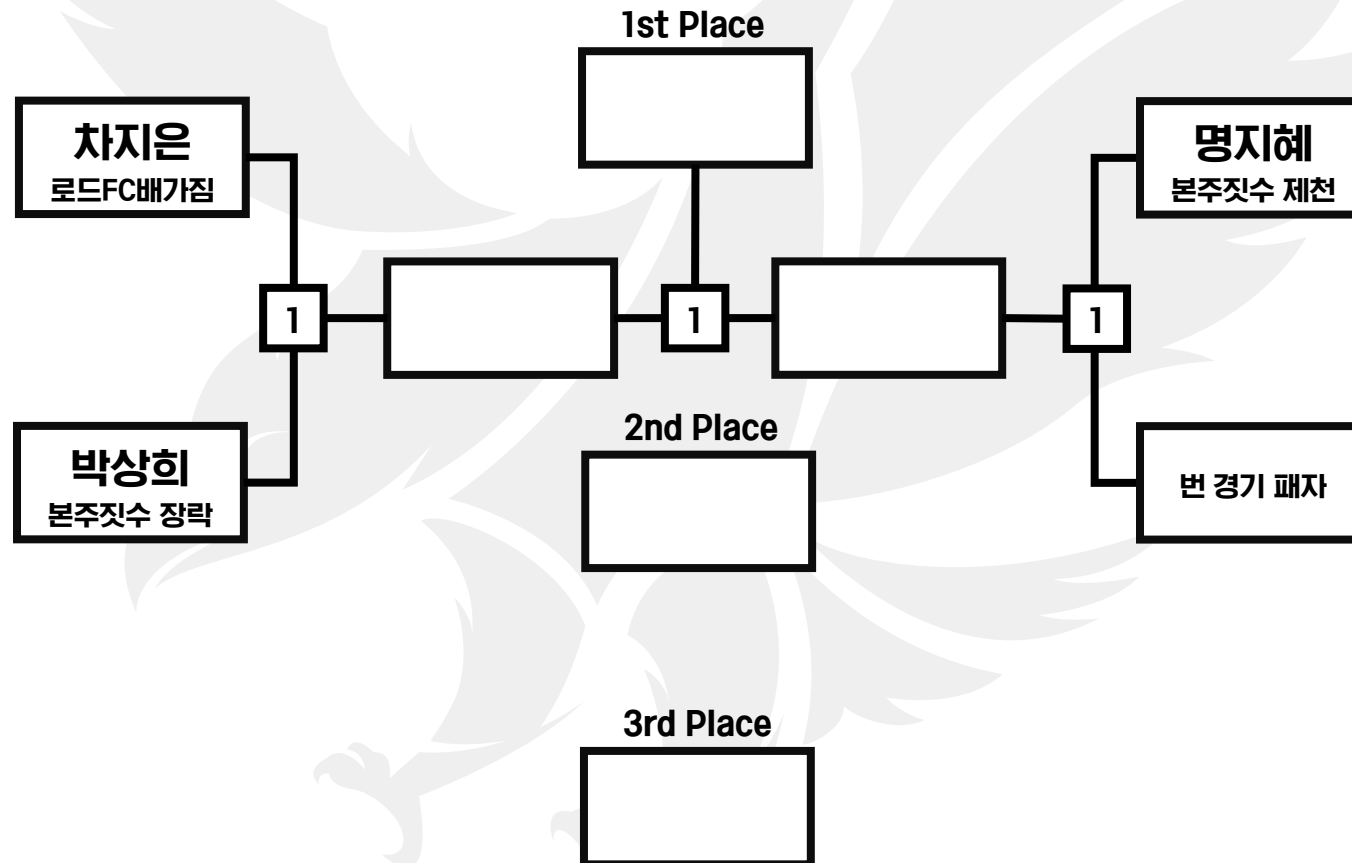 1st Place
차지은
로드FC배가짐
명지혜
본주짓수 제천
1
1
1
박상희
본주짓수 장락
2nd Place
번 경기 패자
3rd Place